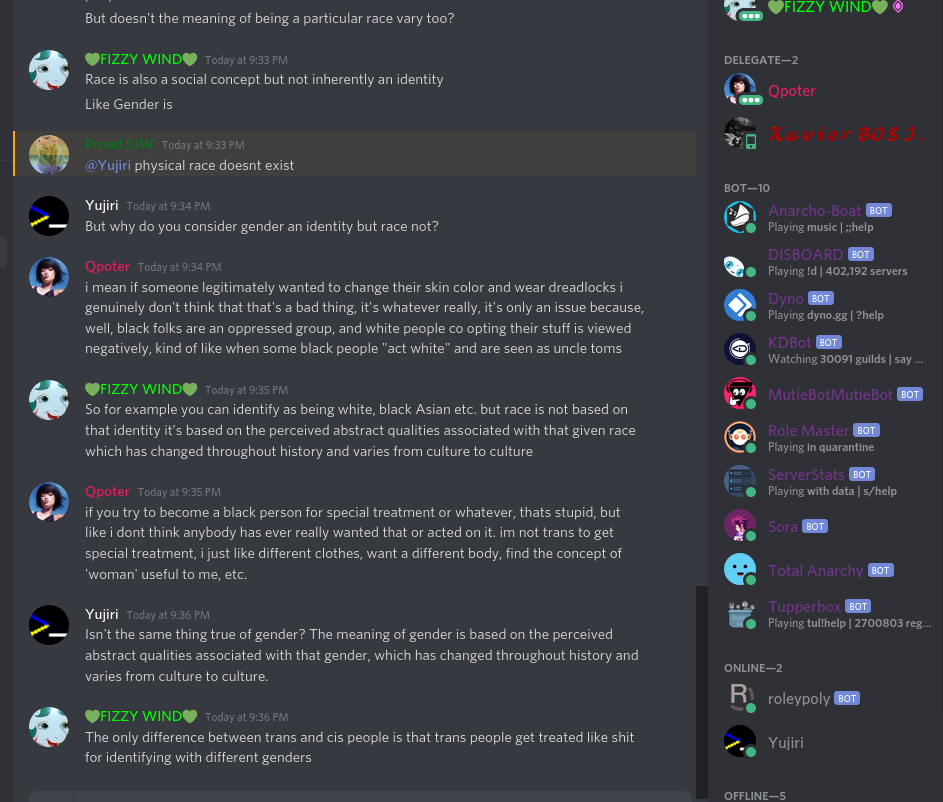 But doesn't the meaning of being a particular race vary too?
💚FIZZY WIND💚 Today at 9:33 PM
Race is also a social concept but not inherently an identity
Like Gender is
Proud SJW Today at 9:33 PM
@Yujiri physical race doesnt exist
Yujiri Today at 9:34 PM
But why do you consider gender an identity but race not?
Qpoter Today at 9:34 PM
i mean if someone legitimately wanted to change their skin color and wear dreadlocks i
genuinely don't think that that's a bad thing, it's whatever really, it's only an issue because,
well, black folks are an oppressed group, and white people co opting their stuff is viewed
negatively, kind of like when some black people "act white" and are seen as uncle toms
💚FIZZY WIND💚 Today at 9:35 PM
So for example you can identify as being white, black Asian etc. but race is not based on
that identity it's based on the perceived abstract qualities associated with that given race
which has changed throughout history and varies from culture to culture
Qpoter Today at 9:35 PM
if you try to become a black person for special treatment or whatever, thats stupid, but
like i dont think anybody has ever really wanted that or acted on it. im not trans to get
special treatment, i just like different clothes, want a different body, find the concept of
'woman' useful to me, etc.
Yujiri Today at 9:36 PM
Isn't the same thing true of gender? The meaning of gender is based on the perceived
abstract qualities associated with that gender, which has changed throughout history and
varies from culture to culture.
💚FIZZY WIND💚 Today at 9:36 PM
The only difference between trans and cis people is that trans people get treated like shit
for identifying with different genders
💚FIZZY WIND💚
DELEGATE—2
Qpoter
Xavier BOS I...
BOT—10
Anarcho-Boat BOT
Playing music | ;;help
DISBOARD BOT
Playing !d | 402,192 servers
Dyno BOT
Playing dyno.gg | ?help
KDBot BOT
Watching 30091 guilds | say ...
MutieBotMutieBot BOT
Role Master BOT
Playing in quarantine
ServerStats BOT
Playing with data | s/help
Sora BOT
Total Anarchy BOT
Tupperbox BOT
Playing tul!help | 2700803 reg...
ONLINE—2
roleypoly BOT
Yujiri
OFFLINE—5